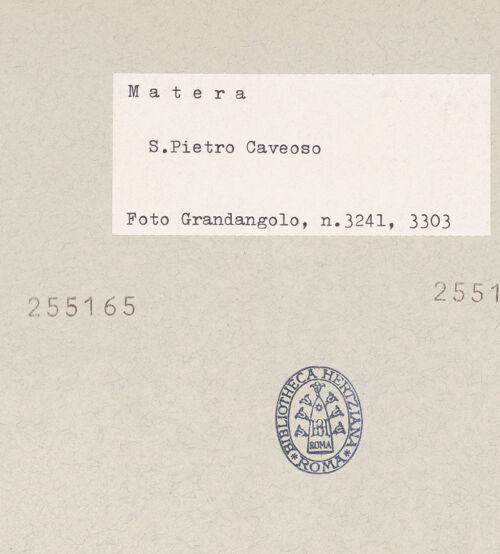 Matera
S.Pietro Caveoso
Foto Grandangolo, n.3241, 3303
255165
2551
BIBLIOTHECA HERTZIANA
ROMA
* ROMA *